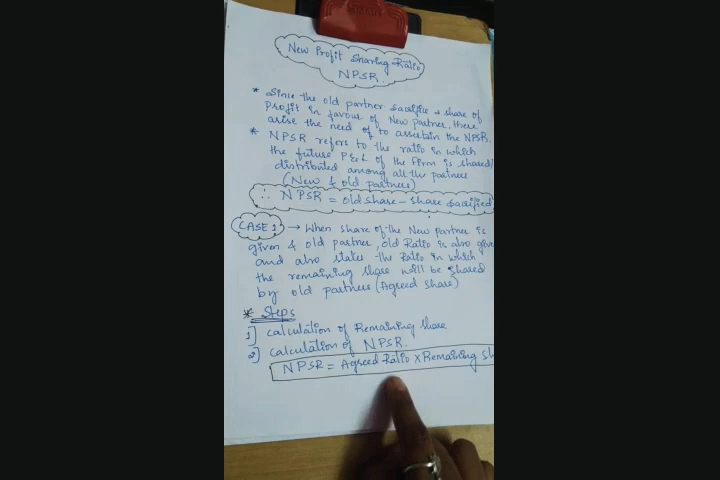 New Profit Sharing Ratio
NPSR.
* Since the old partner sacrifice share of
Profit in favour of New partner, there
arise the need of to assertain the NPSR.
* NPSR refers to the ratio in which
the future P & L of the Firm is shared/
distributed among all the partners
(New & old partners)
∴ NPSR = old share - share sacrificed
CASE 1 → When share of the New partner is
given & old partner, old Ratio is also give
and also states the Ratio in which
the remaining share will be shared
by old partners (Agreed share)
* Steps
1] Calculation of Remaining share
2] Calculation of NPSR.
NPSR = Agreed Ratio X Remaining Sh